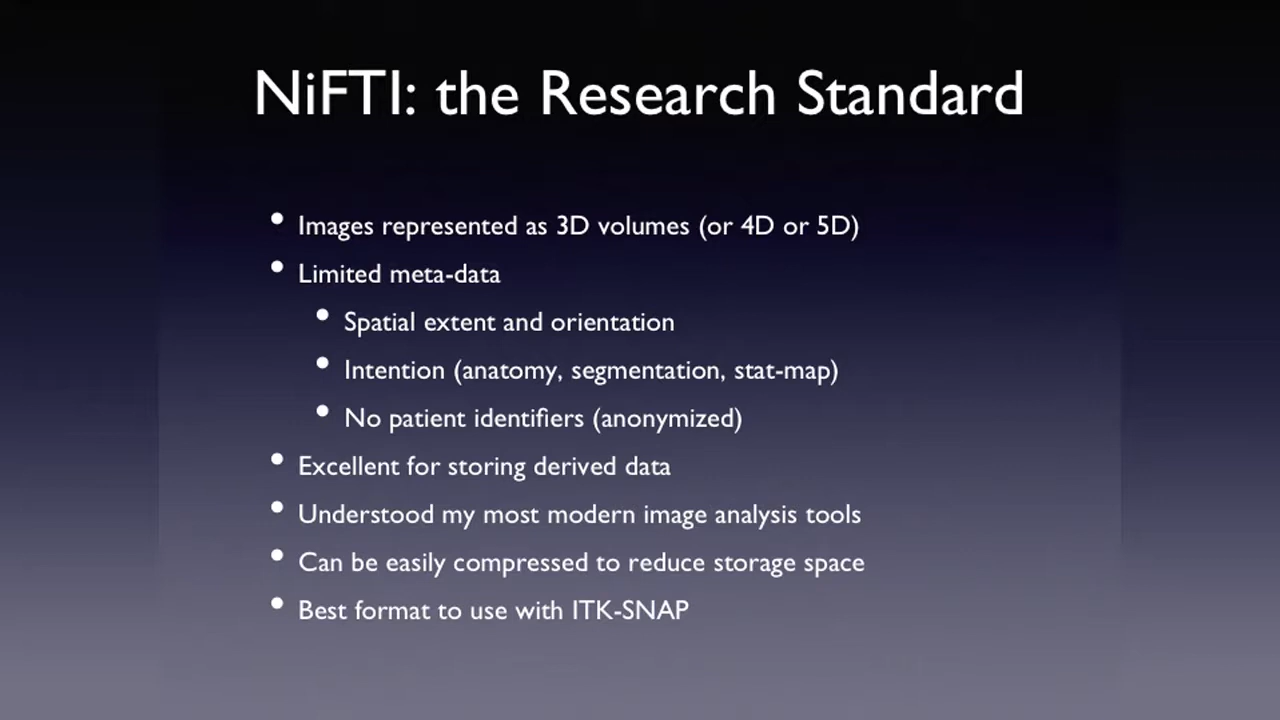 NiFTI: the Research Standard
• Images represented as 3D volumes (or 4D or 5D)
• Limited meta-data
• Spatial extent and orientation
• Intention (anatomy, segmentation, stat-map)
• No patient identifiers (anonymized)
• Excellent for storing derived data
• Understood my most modern image analysis tools
• Can be easily compressed to reduce storage space
• Best format to use with ITK-SNAP